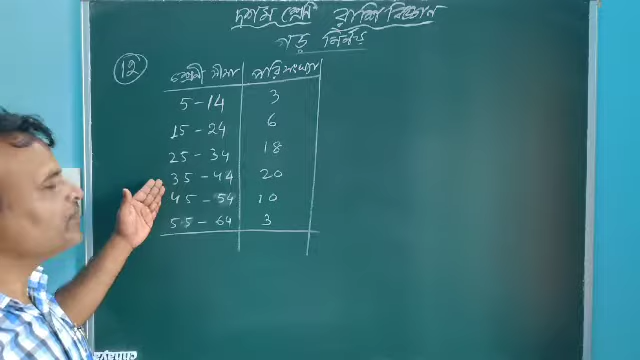 দশম শ্রেণি রাশি বিজ্ঞান
গড় নির্ণয়
12 শ্রেণী সীমা পরিসংখ্যা
5-14 3
15-24 6
25-34 18
35-44 20
45-54 10
55-64 3